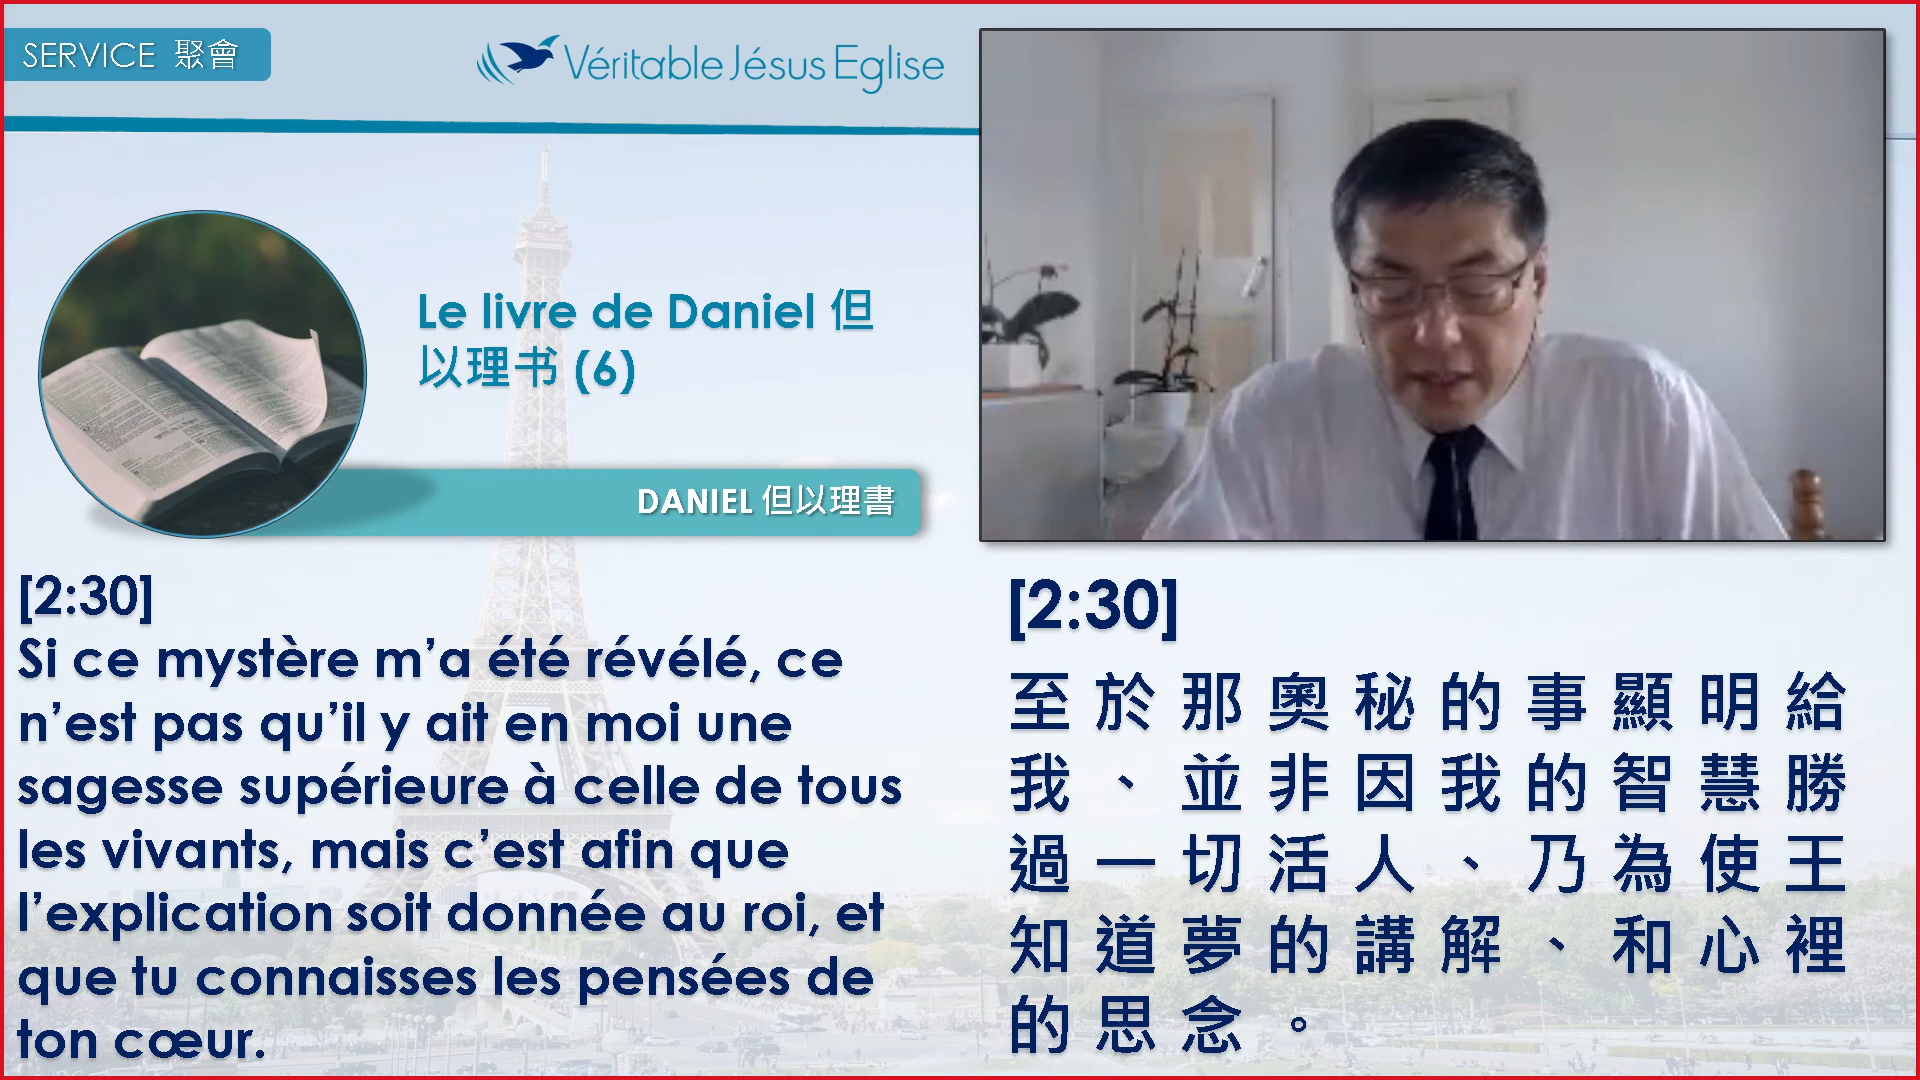 SERVICE 聚會
Véritable Jésus Eglise
Le livre de Daniel 但
以理书 (6)
DANIEL 但以理書
[2:30]
Si ce mystère m’a été révélé, ce
n’est pas qu’il y ait en moi une
sagesse supérieure à celle de tous
les vivants, mais c’est afin que
l’explication soit donnée au roi, et
que tu connaisses les pensées de
ton cœur.
[2:30]
至於那奧秘的事顯明給
我、並非因我的智慧勝
過一切活人、乃為使王
知道夢的講解、和心裡
的思念。